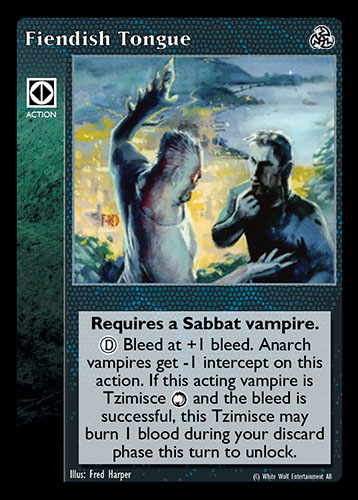 Fiendish Tongue
ACTION
FRED
Requires a Sabbat vampire.
D Bleed at +1 bleed. Anarch
vampires get -1 intercept on this
action. If this acting vampire is
Tzimisce and the bleed is
successful, this Tzimisce may
burn 1 blood during your discard
phase this turn to unlock.
Illus: Fred Harper
(C) White Wolf Entertainment AB